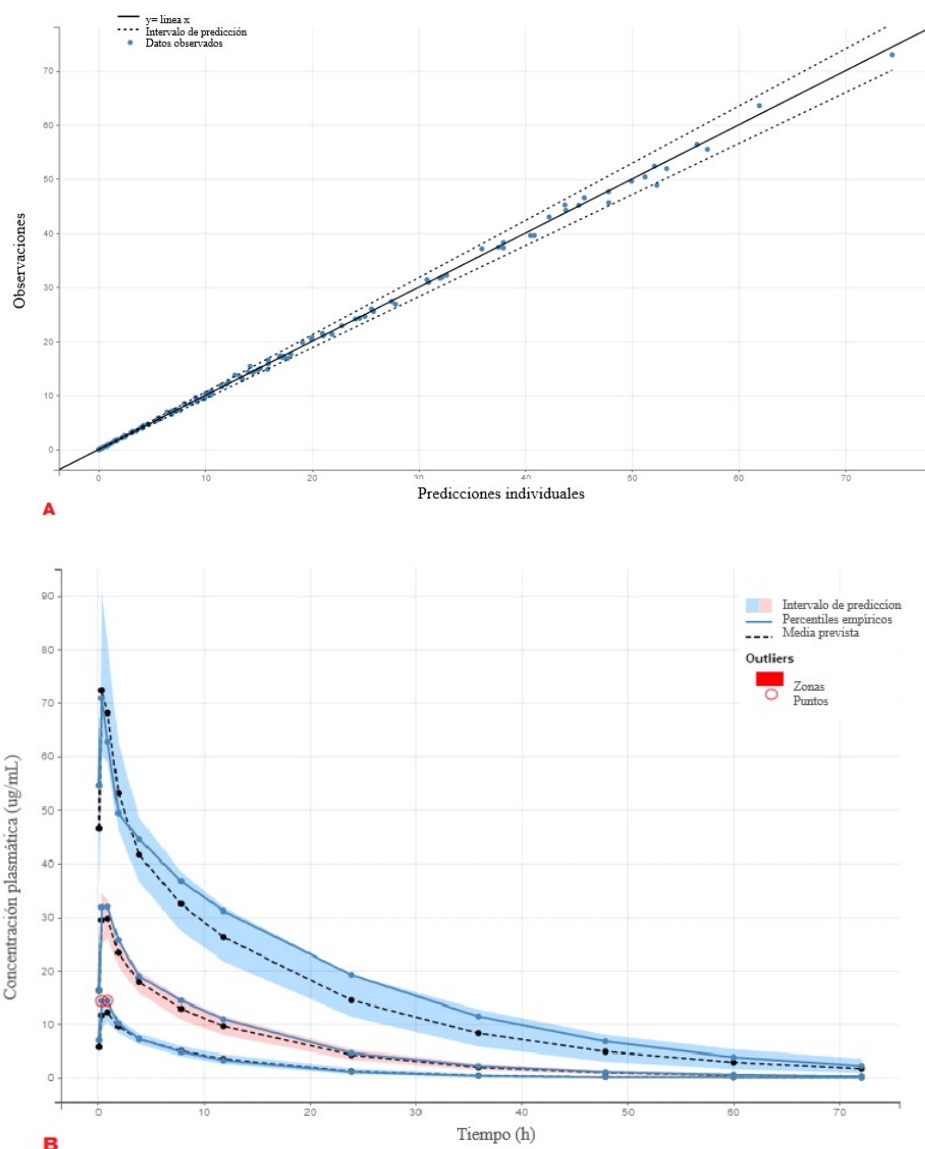 y= linea x
Intervalo de predicción
Datos observados
70
60
50
40
30
20
10
0
Observaciones
0
10
20
30
40
50
60
70
Predicciones individuales
A
90
80
70
60
50
40
30
20
10
0
Concentración plasmática (ug/mL)
Intervalo de prediccíon
Percentiles empíricos
Media prevista
Outliers
Zonas
Puntos
0
10
20
30
40
50
60
70
Tiempo (h)
B